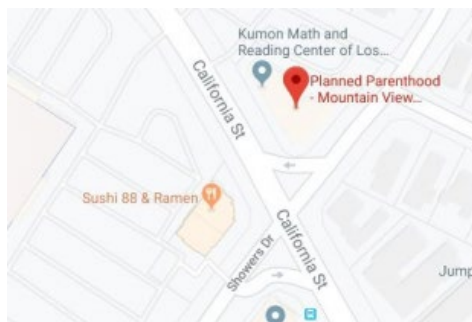 Kumon Math and
Reading Center of Los...
Planned Parenthood
- Mountain View...
California St
Sushi 88 & Ramen
California St
Showers Dr
Jump